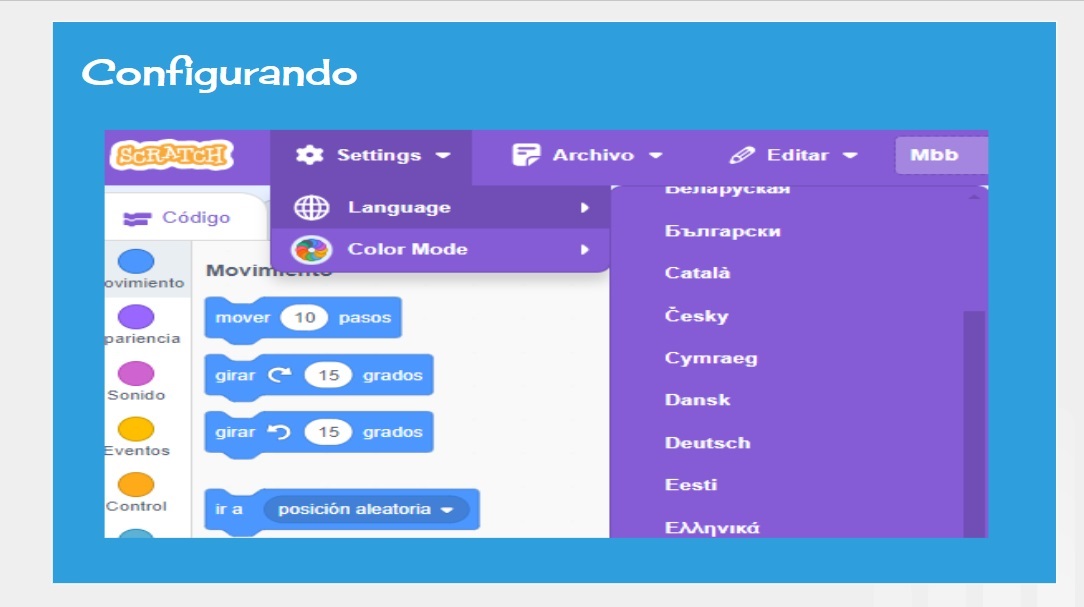 Configurando
SCRATCH Settings Archivo Editar Mbb
Código
Language
Color Mode
Беларуская
Български
Català
Česky
Cymraeg
Dansk
Deutsch
Eesti
Ελληνικά
ovimiento
pariencia
Sonido
Eventos
Control
Movimiento
mover 10 pasos
girar 15 grados
girar 15 grados
ir a posición aleatoria